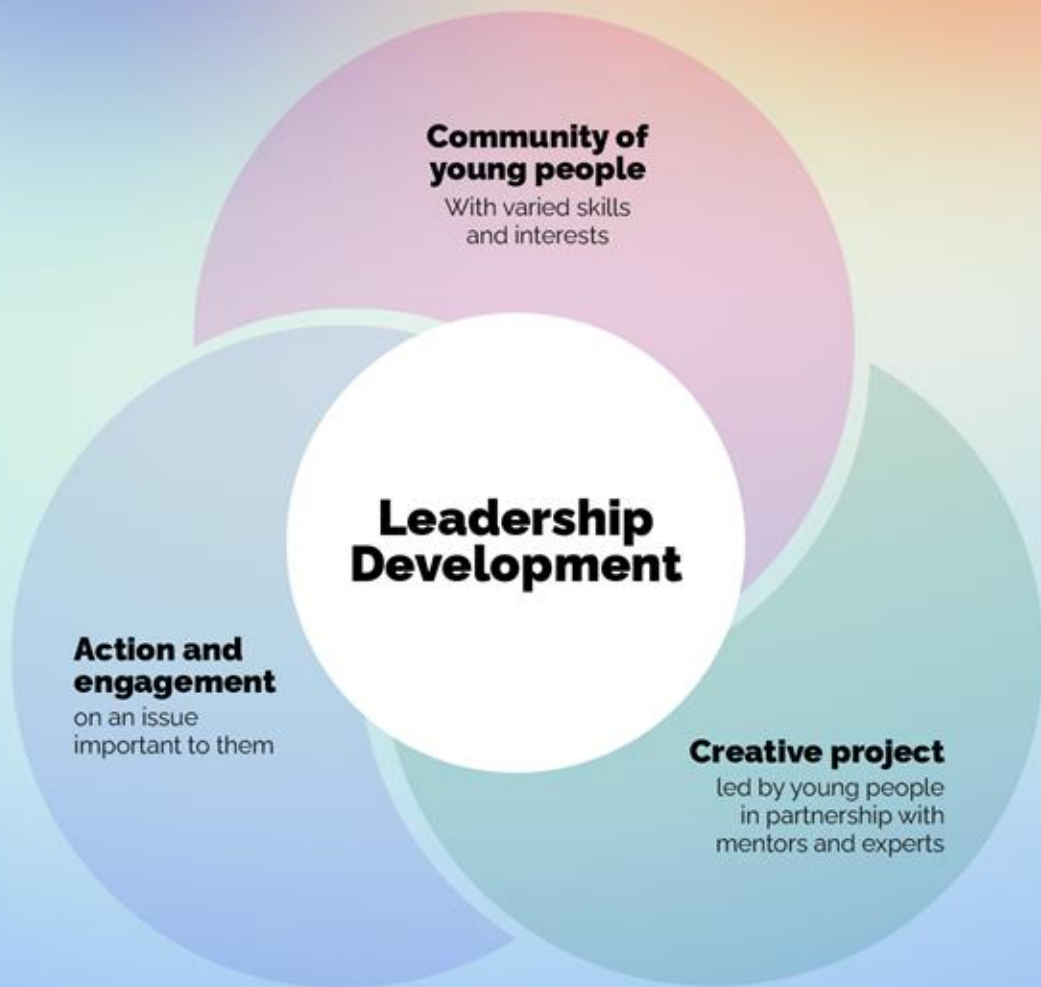 Community of
young people
With varied skills
and interests
Leadership
Development
Action and
engagement
on an issue
important to them
Creative project
led by young people
in partnership with
mentors and experts